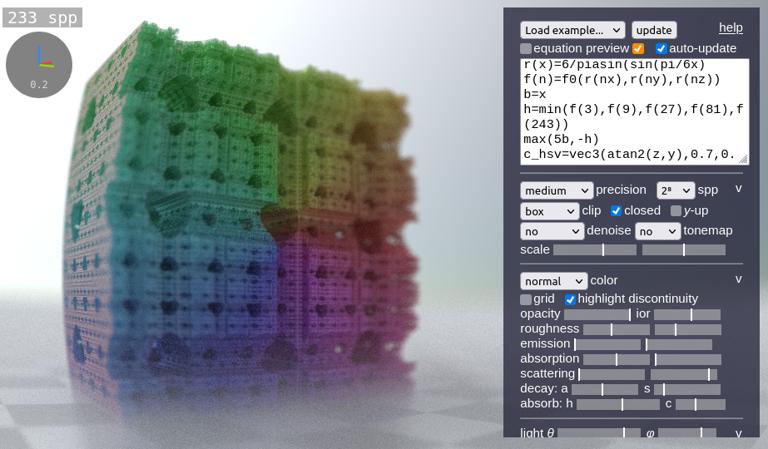 233 spp
0.2
Load example... update help
equation preview auto-update
r(x)=6/piasin(sin(pi/6x)
f(n)=f0(r(nx),r(ny),r(nz))
b=x
h=min(f(3),f(9),f(27),f(81),f
(243))
max(5b,-h)
c_hsv=vec3(atan2(z,y),0.7,0.
medium precision 2⁸ spp v
box clip closed y-up
no denoise no tonemap
scale
normal color v
grid highlight discontinuity
opacity ior
roughness
emission
absorption
scattering
decay: a s
absorb: h c
light θ φ v